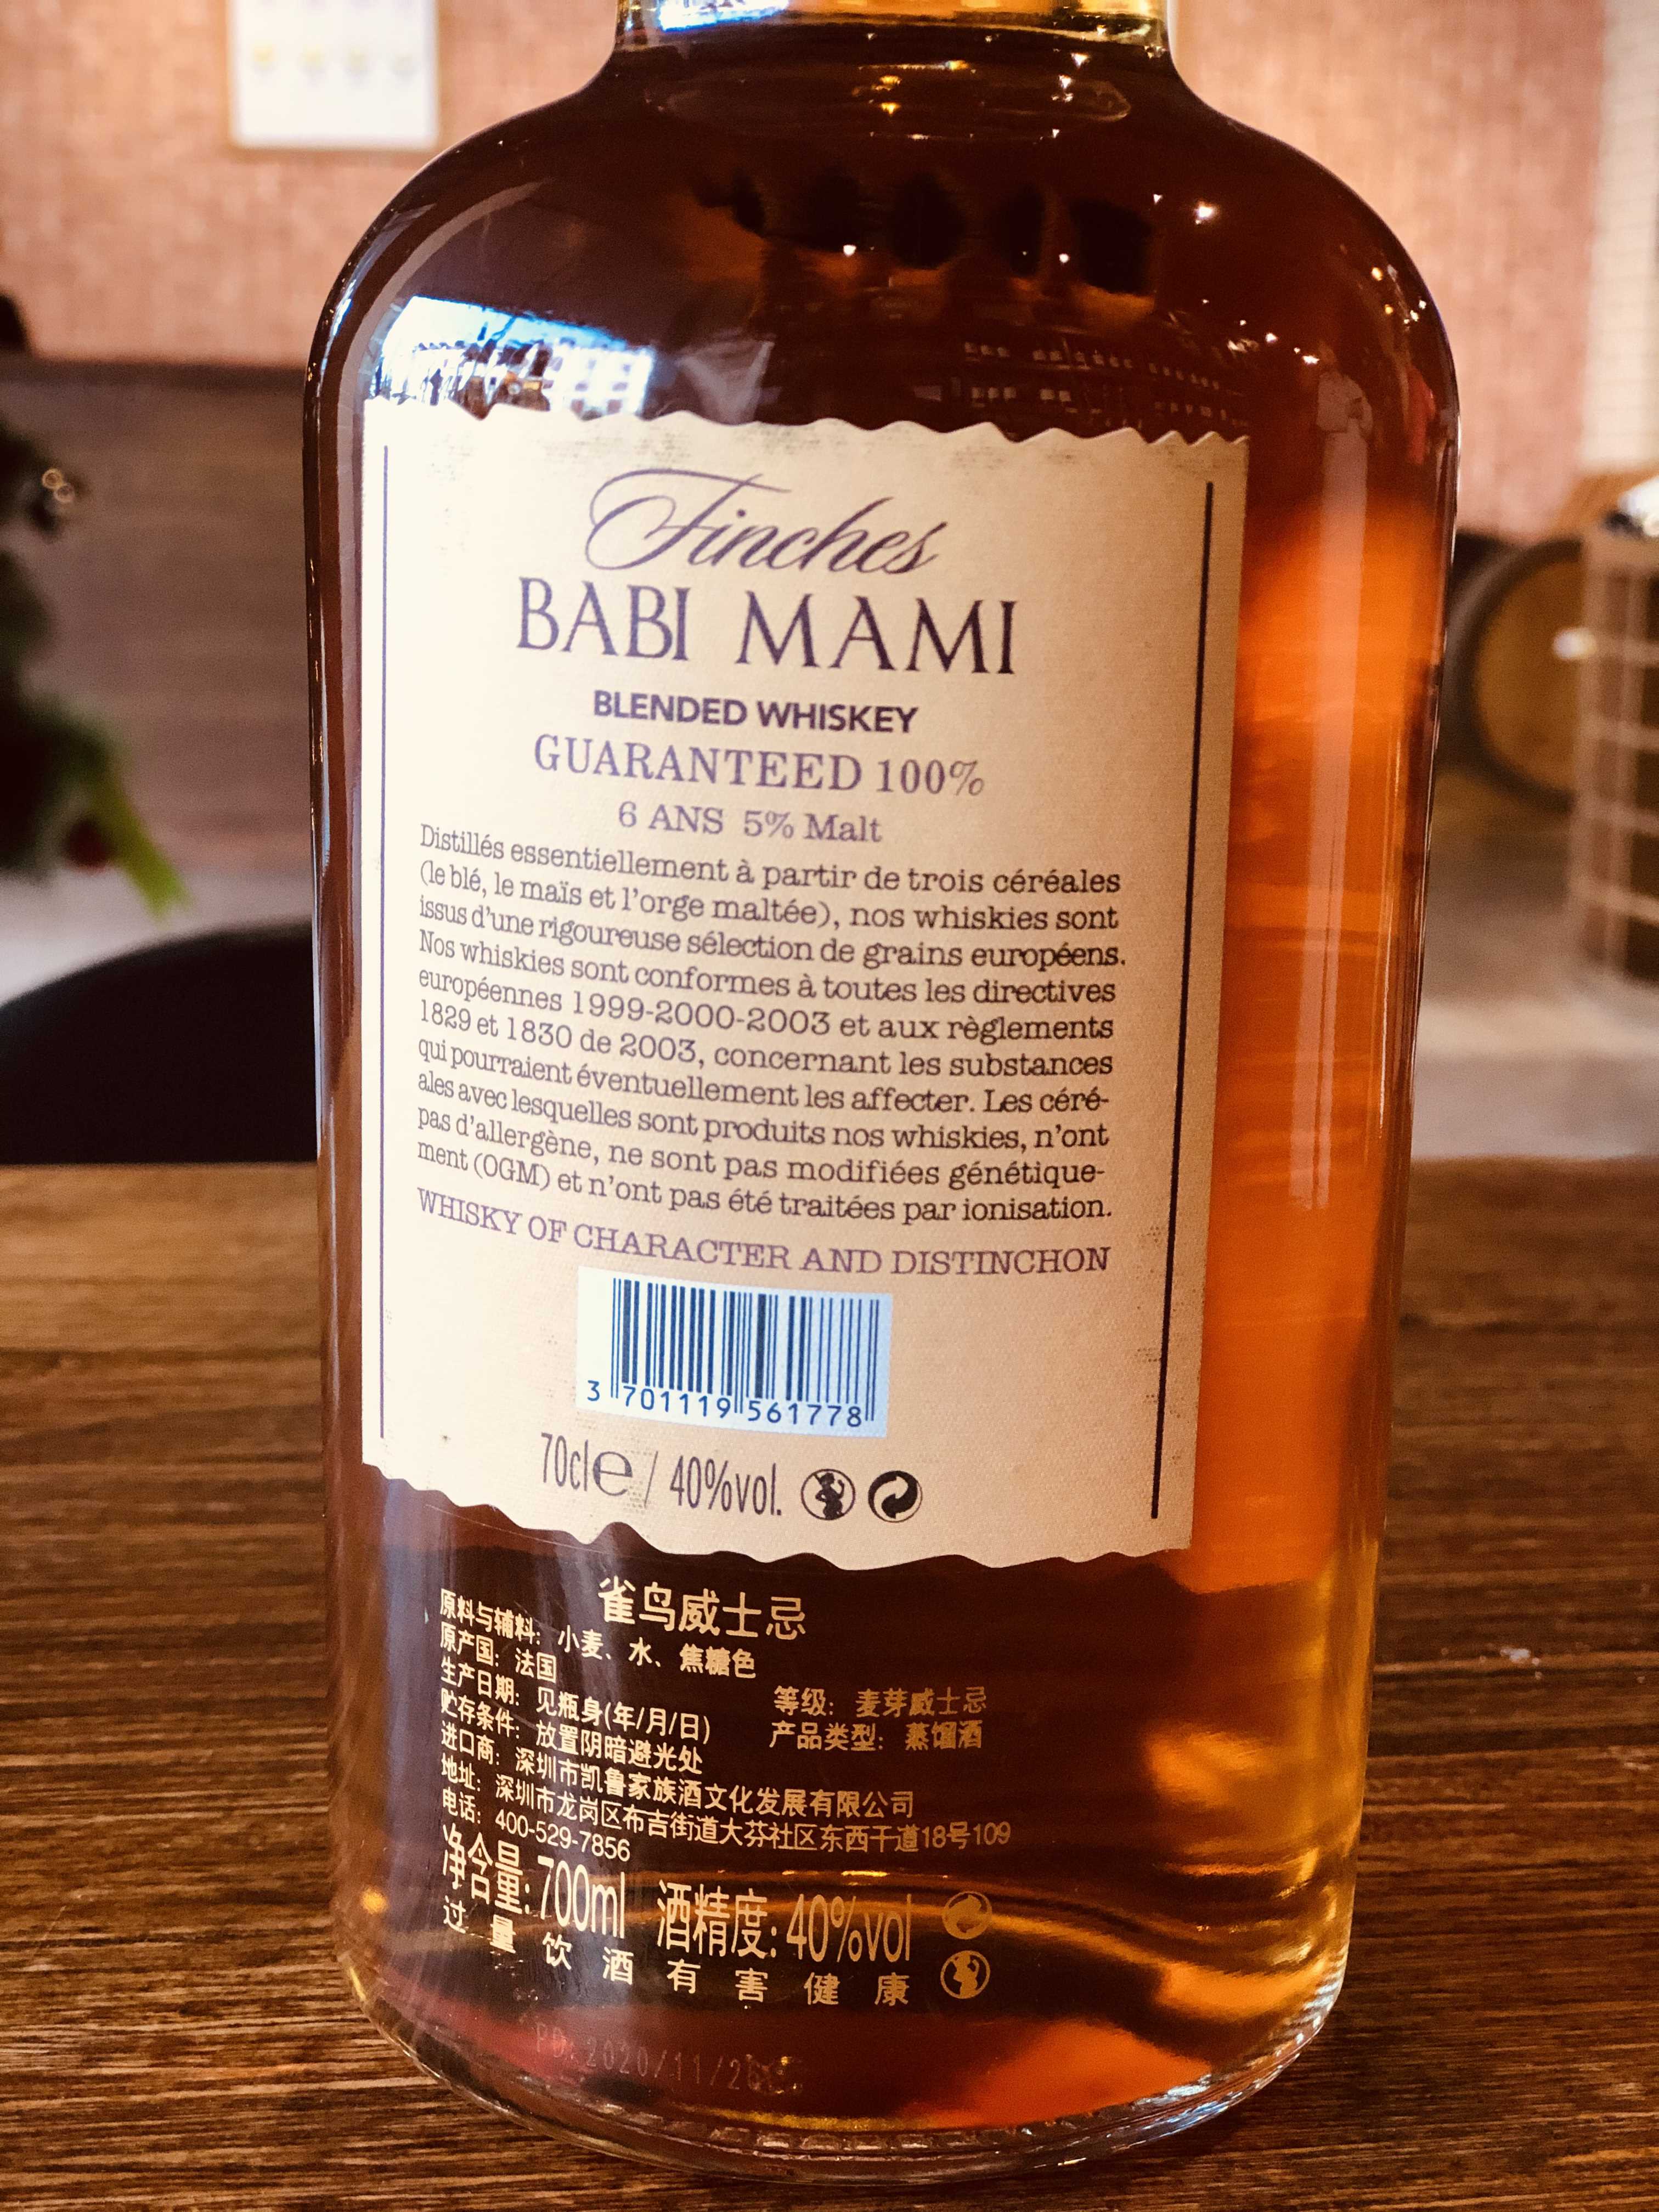 Finches
BABI MAMI
BLENDED WHISKEY
GUARANTEED 100%
6 ANS 5% Malt
Distillés essentiellement à partir de trois céréales
(le blé, le maïs et l'orge maltée), nos whiskies sont
issus d'une rigoureuse sélection de grains européens.
Nos whiskies sont conformes à toutes les directives
européennes 1999-2000-2003 et aux règlements
1829 et 1830 de 2003, concernant les substances
qui pourraient éventuellement les affecter. Les céré-
ales avec lesquelles sont produits nos whiskies, n'ont
pas d'allergène, ne sont pas modifiées génétique-
ment (OGM) et n'ont pas été traitées par ionisation.
WHISKY OF CHARACTER AND DISTINCHON
3 701119 561778
70cl e / 40%vol.
雀鸟威士忌
原料与辅料：小麦、水、焦糖色
原产国：法国
生产日期：见瓶身(年/月/日) 等级：麦芽威士忌
贮存条件：放置阴暗避光处 产品类型：蒸馏酒
进口商：深圳市凯鲁家族酒文化发展有限公司
地址：深圳市龙岗区布吉街道大芬社区东西干道18号109
电话：400-529-7856
净含量:700ml 酒精度:40%vol
过量饮酒有害健康
PD:2020/11/